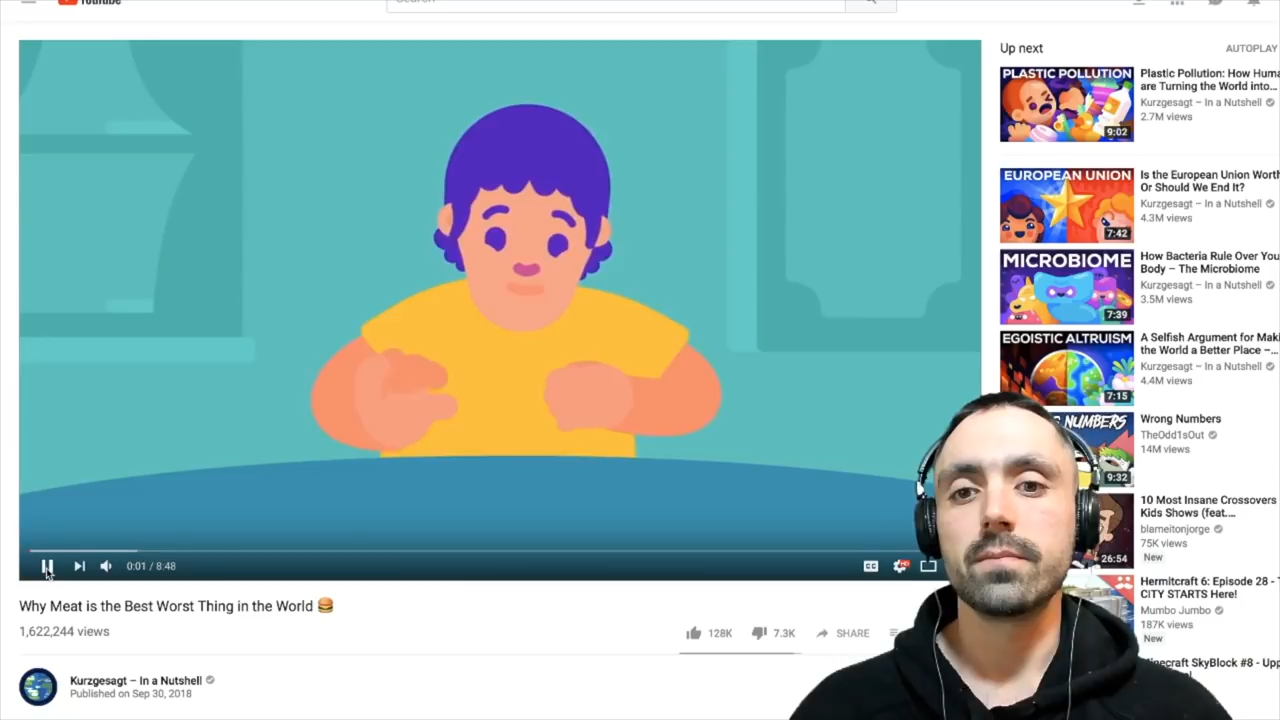 Up next
AUTOPLAY
PLASTIC POLLUTION
9:02
Plastic Pollution: How Huma
are Turning the World into...
Kurzgesagt – In a Nutshell
2.7M views
EUROPEAN UNION
7:42
Is the European Union Worth
Or Should We End It?
Kurzgesagt – In a Nutshell
4.3M views
MICROBIOME
7:39
How Bacteria Rule Over You
Body – The Microbiome
Kurzgesagt – In a Nutshell
3.5M views
EGOISTIC ALTRUISM
7:15
A Selfish Argument for Maki
the World a Better Place –...
Kurzgesagt – In a Nutshell
4.4M views
NUMBERS
9:32
Wrong Numbers
TheOdd1sOut
14M views
26:54
10 Most Insane Crossovers
Kids Shows (feat....
blameitonjorge
75K views
New
Hermitcraft 6: Episode 28 -
CITY STARTS Here!
Mumbo Jumbo
187K views
New
Minecraft SkyBlock #8 - Upp
0:01 / 8:48
CC
HD
Why Meat is the Best Worst Thing in the World 🍔
1,622,244 views
128K
7.3K
SHARE
Kurzgesagt – In a Nutshell
Published on Sep 30, 2018